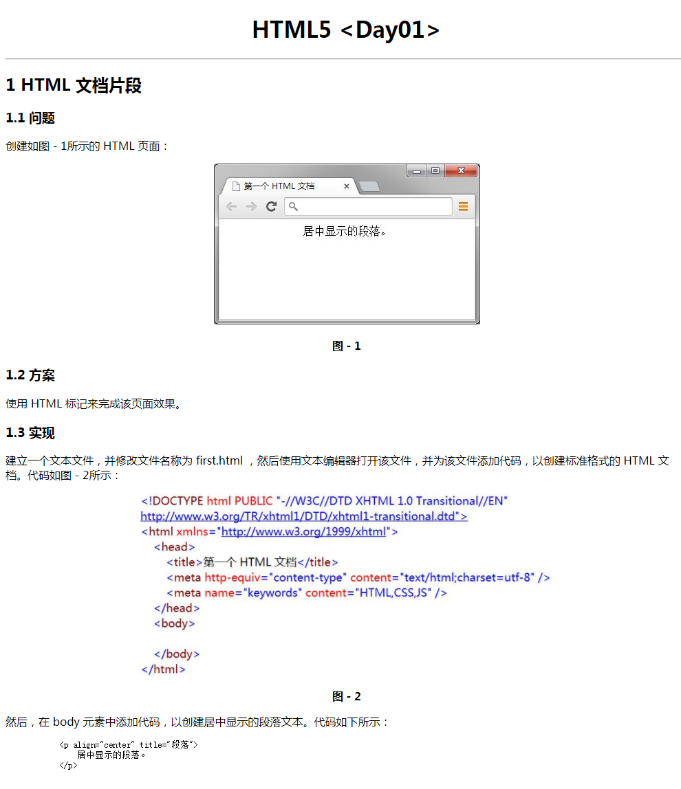 HTML5 <Day01>
1 HTML 文档片段
1.1 问题
创建如图 - 1所示的 HTML 页面：
第一个 HTML 文档
居中显示的段落。
图 - 1
1.2 方案
使用 HTML 标记来完成该页面效果。
1.3 实现
建立一个文本文件，并修改文件名称为 first.html ，然后使用文本编辑器打开该文件，并为该文件添加代码，以创建标准格式的 HTML 文
档。代码如图 - 2所示：
<!DOCTYPE html PUBLIC "-//W3C//DTD XHTML 1.0 Transitional//EN"
http://www.w3.org/TR/xhtml1/DTD/xhtml1-transitional.dtd">
<html xmlns="http://www.w3.org/1999/xhtml">
<head>
<title>第一个 HTML 文档</title>
<meta http-equiv="content-type" content="text/html;charset=utf-8" />
<meta name="keywords" content="HTML,CSS,JS" />
</head>
<body>
</body>
</html>
图 - 2
然后，在 body 元素中添加代码，以创建居中显示的段落文本。代码如下所示：
<p align="center" title="段落">
居中显示的段落。
</p>